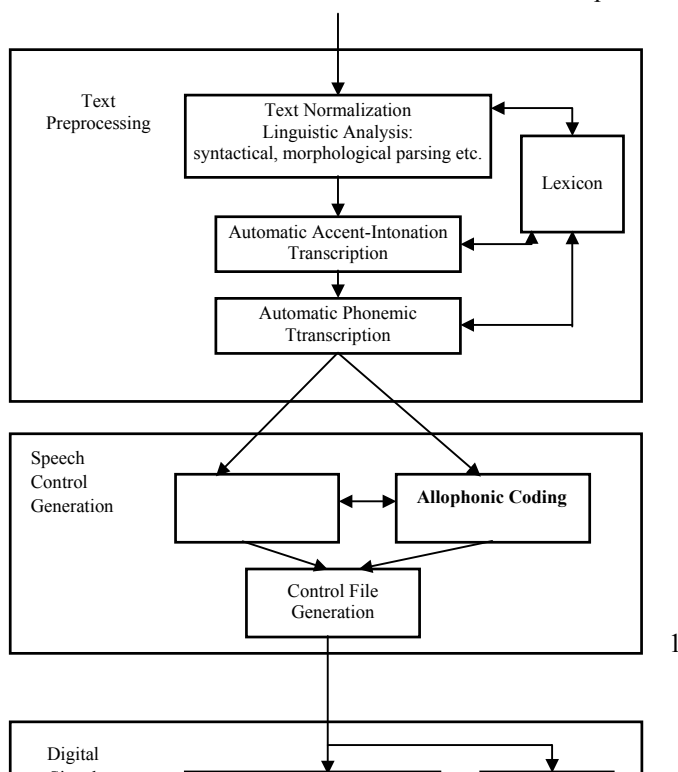 Text
Preprocessing
Text Normalization
Linguistic Analysis:
syntactical, morphological parsing etc.
Lexicon
Automatic Accent-Intonation
Transcription
Automatic Phonemic
Ttranscription
Speech
Control
Generation
Allophonic Coding
Control File
Generation
1
Digital